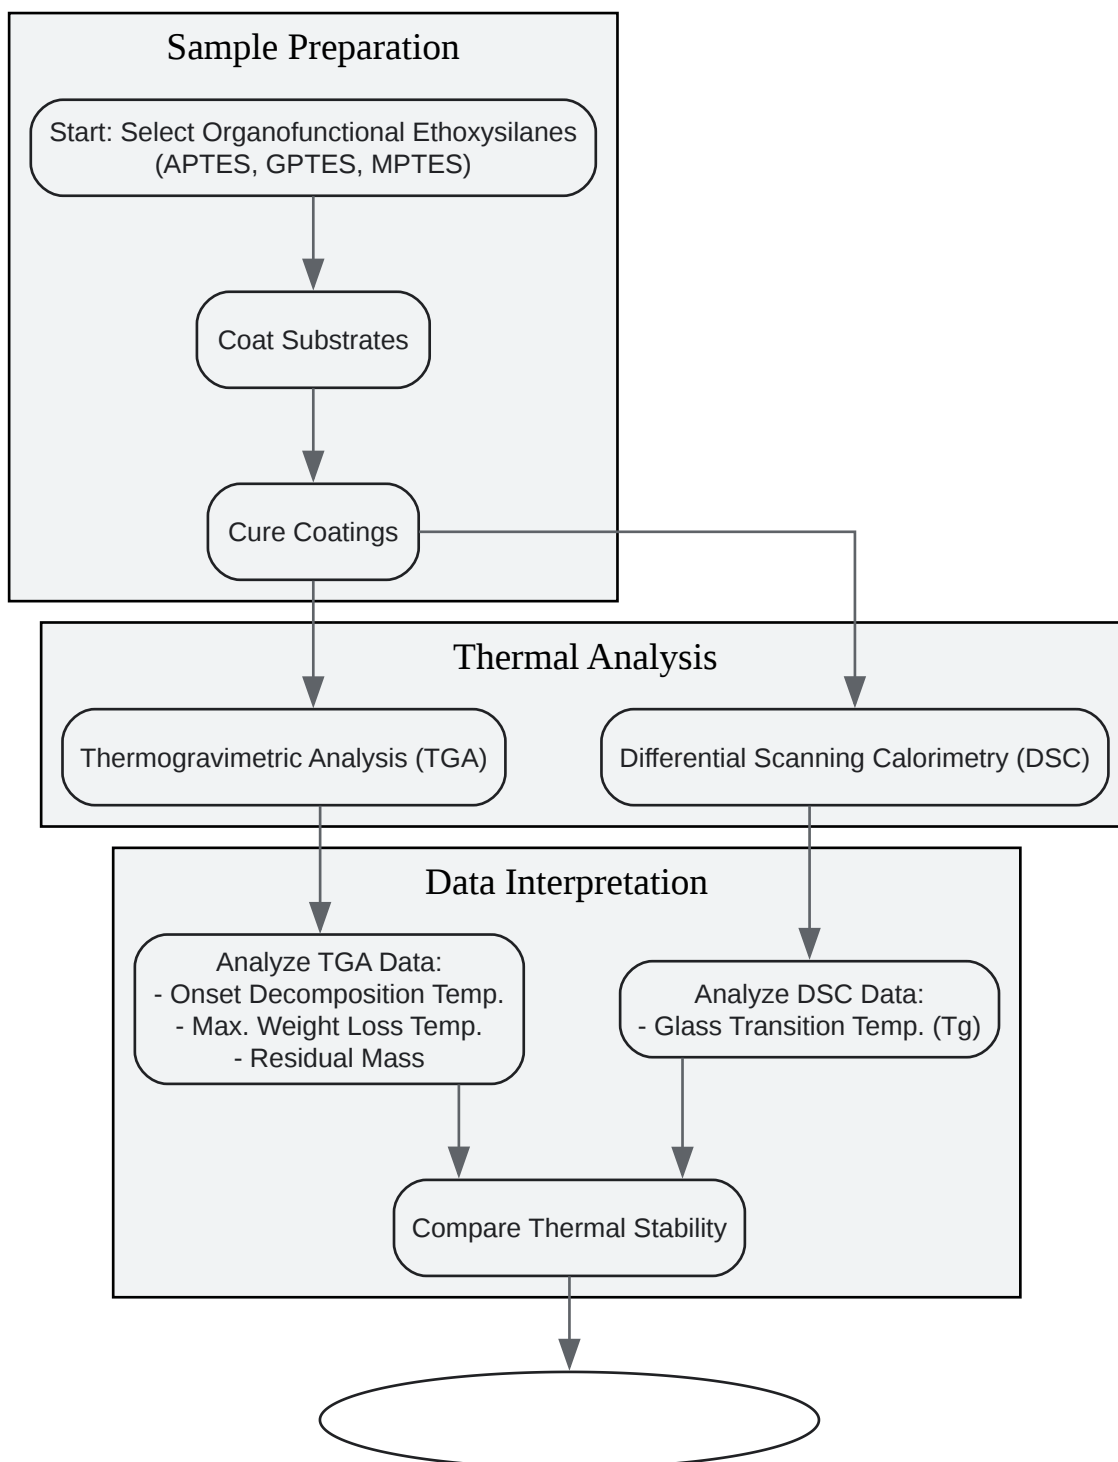 Sample Preparation
Start: Select Organofunctional Ethoxysilanes
(APTES, GPTES, MPTES)
Coat Substrates
Cure Coatings
Thermal Analysis
Thermogravimetric Analysis (TGA)
Differential Scanning Calorimetry (DSC)
Data Interpretation
Analyze TGA Data:
- Onset Decomposition Temp.
- Max. Weight Loss Temp.
- Residual Mass
Analyze DSC Data:
- Glass Transition Temp. (Tg)
Compare Thermal Stability